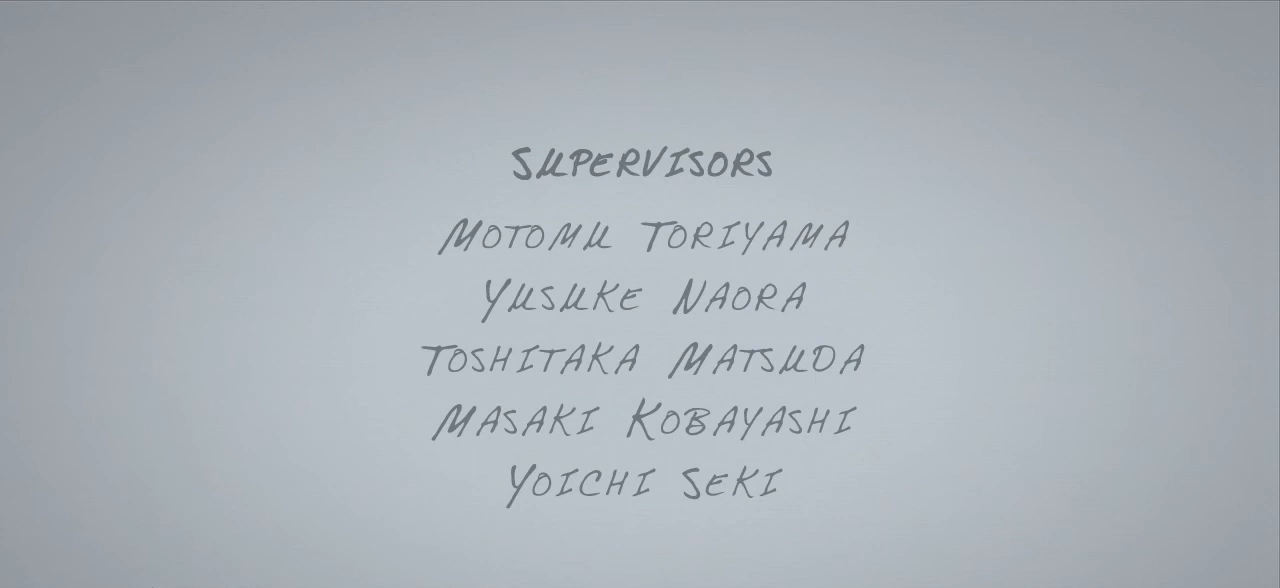 Supervisors
Motomu Toriyama
Yusuke Naora
Toshitaka Matsuda
Masaki Kobayashi
Yoichi Seki